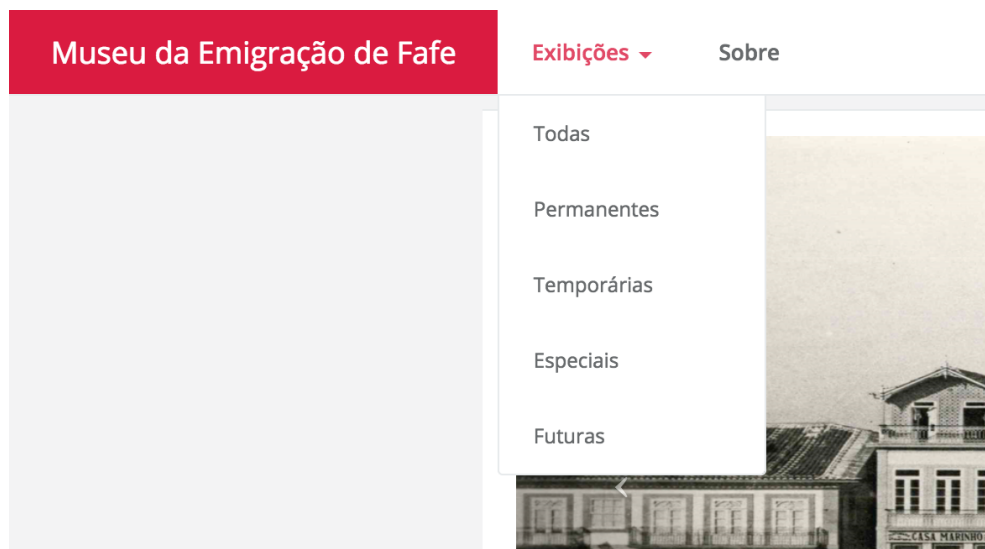 Museu da Emigração de Fafe
Exibições
Sobre
Todas
Permanentes
Temporárias
Especiais
Futuras
CASA MARINHO